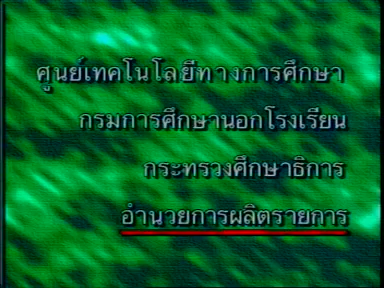 ศูนย์เทคโนโลยีทางการศึกษา
กรมการศึกษานอกโรงเรียน
กระทรวงศึกษาธิการ
อำนวยการผลิตรายการ